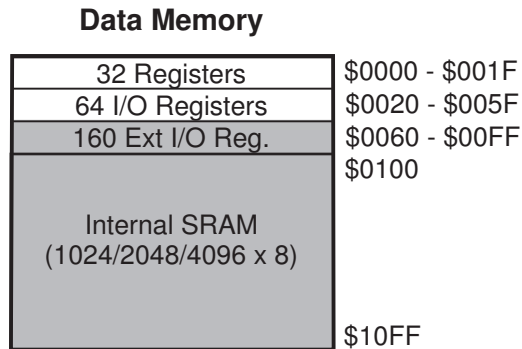 Data Memory
32 Registers $0000 - $001F
64 I/O Registers $0020 - $005F
160 Ext I/O Reg. $0060 - $00FF
$0100
Internal SRAM
(1024/2048/4096 x 8)
$10FF